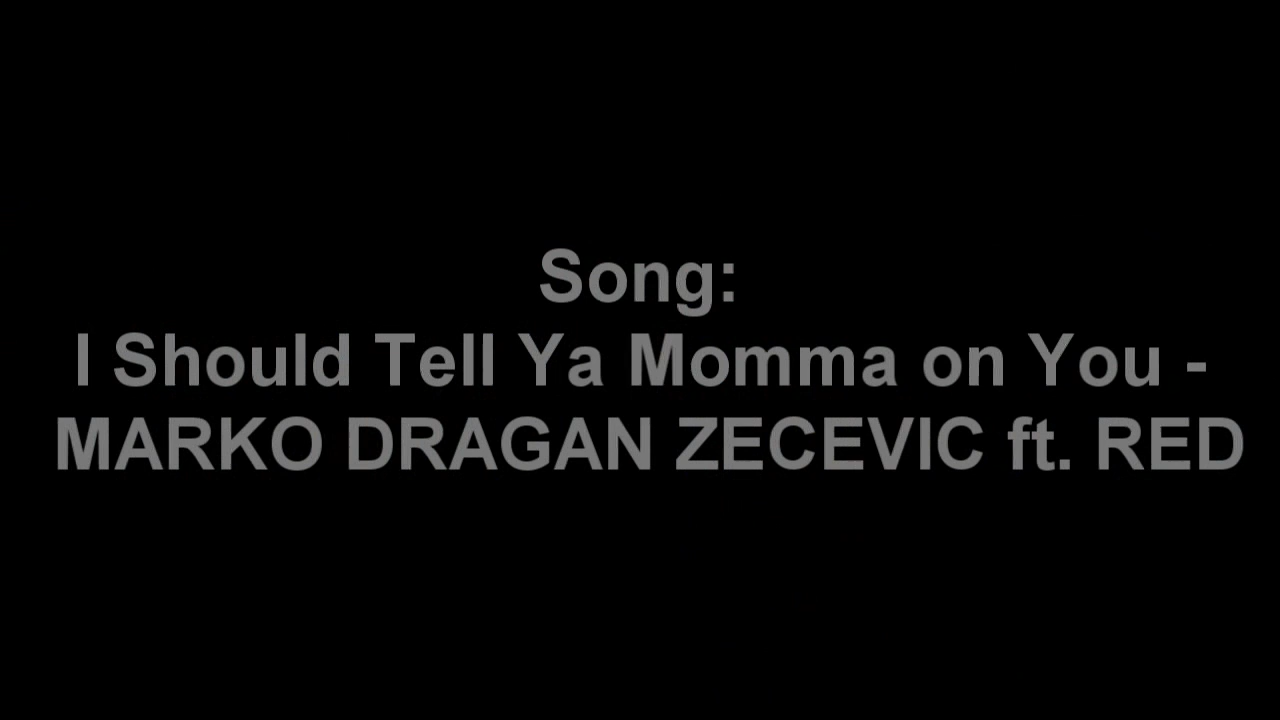 Song:
I Should Tell Ya Momma on You -
MARKO DRAGAN ZECEVIC ft. RED